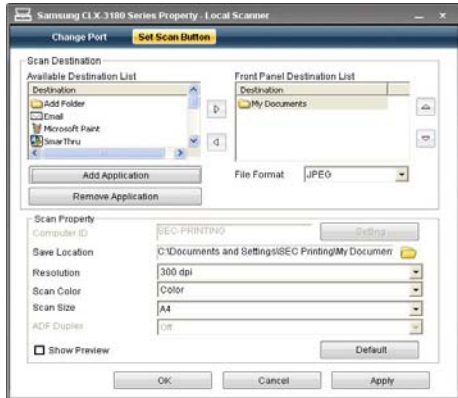 Samsung CLX-3180 Series Property - Local Scanner
Change Port Set Scan Button
Scan Destination
Available Destination List
Destination
Add Folder
Email
Microsoft Paint
SmarThru
Add Application
Remove Application
Front Panel Destination List
Destination
My Documents
File Format JPEG
Scan Property
Computer ID SEC-PRINTING Setting
Save Location C:\Documents and Settings\SEC Printing\My Documen
Resolution 300 dpi
Scan Color Color
Scan Size A4
ADF Duplex Off
Show Preview Default
OK Cancel Apply